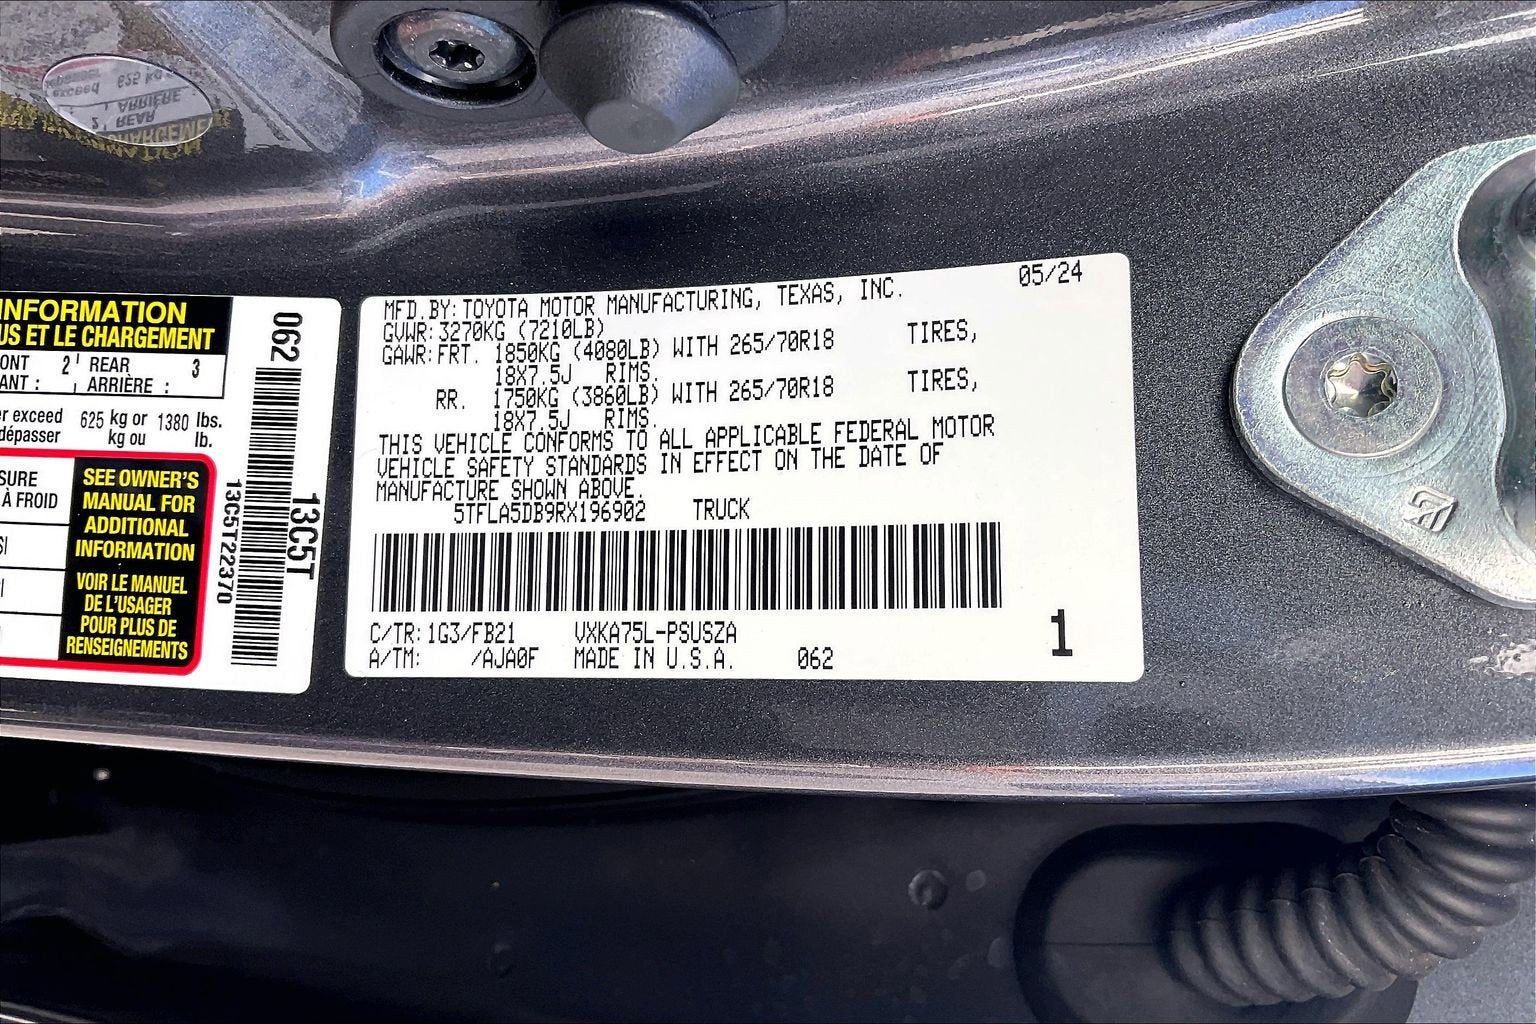 INFORMATION
US ET LE CHARGEMENT
ONT 2 REAR 3
ANT : ARRIÈRE :
er exceed 625 kg or 1380 lbs.
dépasser kg ou lb.
SURE
À FROID
SEE OWNER'S
MANUAL FOR
ADDITIONAL
INFORMATION
VOIR LE MANUEL
DE L'USAGER
POUR PLUS DE
RENSEIGNEMENTS
062
13C5T
13C5T22370
05/24
MFD.BY:TOYOTA MOTOR MANUFACTURING, TEXAS, INC.
GVWR:3270KG (7210LB)
GAWR:FRT. 1850KG (4080LB) WITH 265/70R18 TIRES,
18X7.5J RIMS.
RR. 1750KG (3860LB) WITH 265/70R18 TIRES,
18X7.5J RIMS.
THIS VEHICLE CONFORMS TO ALL APPLICABLE FEDERAL MOTOR
VEHICLE SAFETY STANDARDS IN EFFECT ON THE DATE OF
MANUFACTURE SHOWN ABOVE.
5TFLA5DB9RX196902 TRUCK
C/TR:1G3/FB21 VXKA75L-PSUSZA
A/TM: /AJA0F MADE IN U.S.A. 062
1